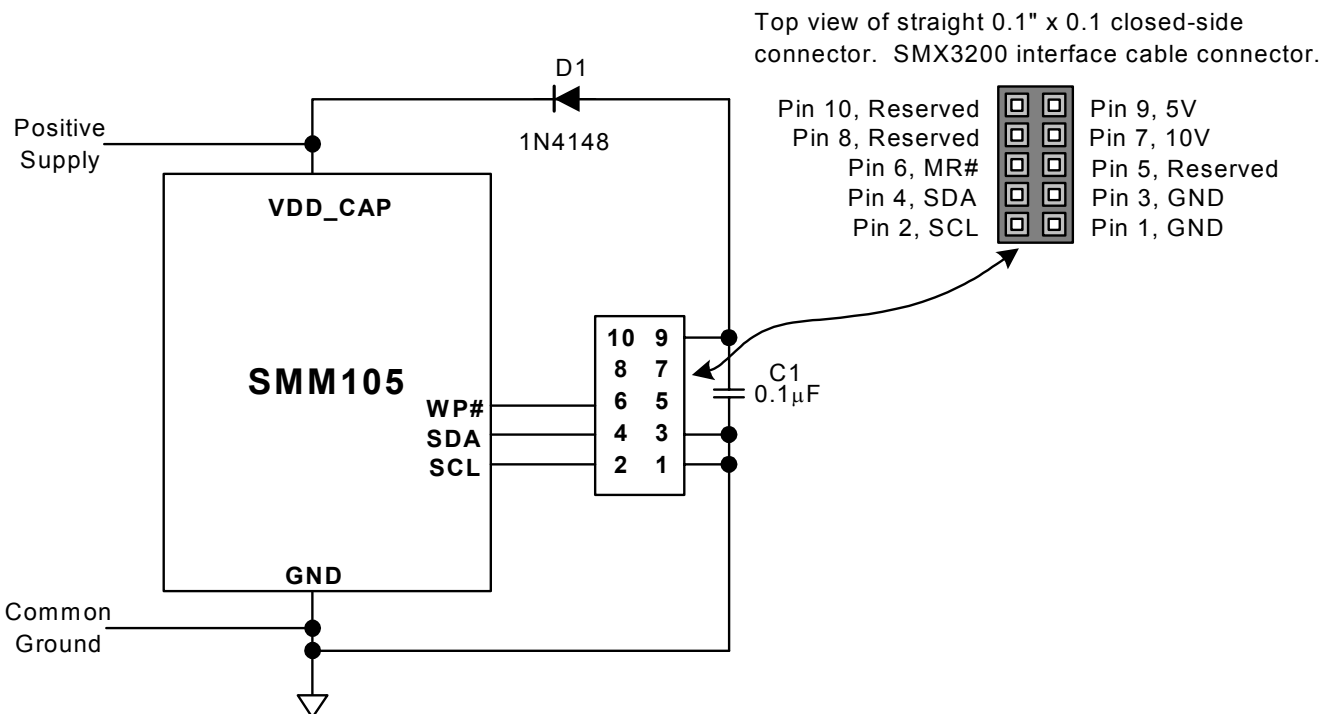 Top view of straight 0.1" x 0.1 closed-side
connector. SMX3200 interface cable connector.
D1
1N4148
Positive
Supply
Pin 10, Reserved
Pin 9, 5V
Pin 8, Reserved
Pin 7, 10V
Pin 6, MR#
Pin 5, Reserved
Pin 4, SDA
Pin 3, GND
Pin 2, SCL
Pin 1, GND
VDD_CAP
SMM105
WP#
SDA
SCL
GND
10 9
8 7
6 5
4 3
2 1
C1
0.1μF
Common
Ground